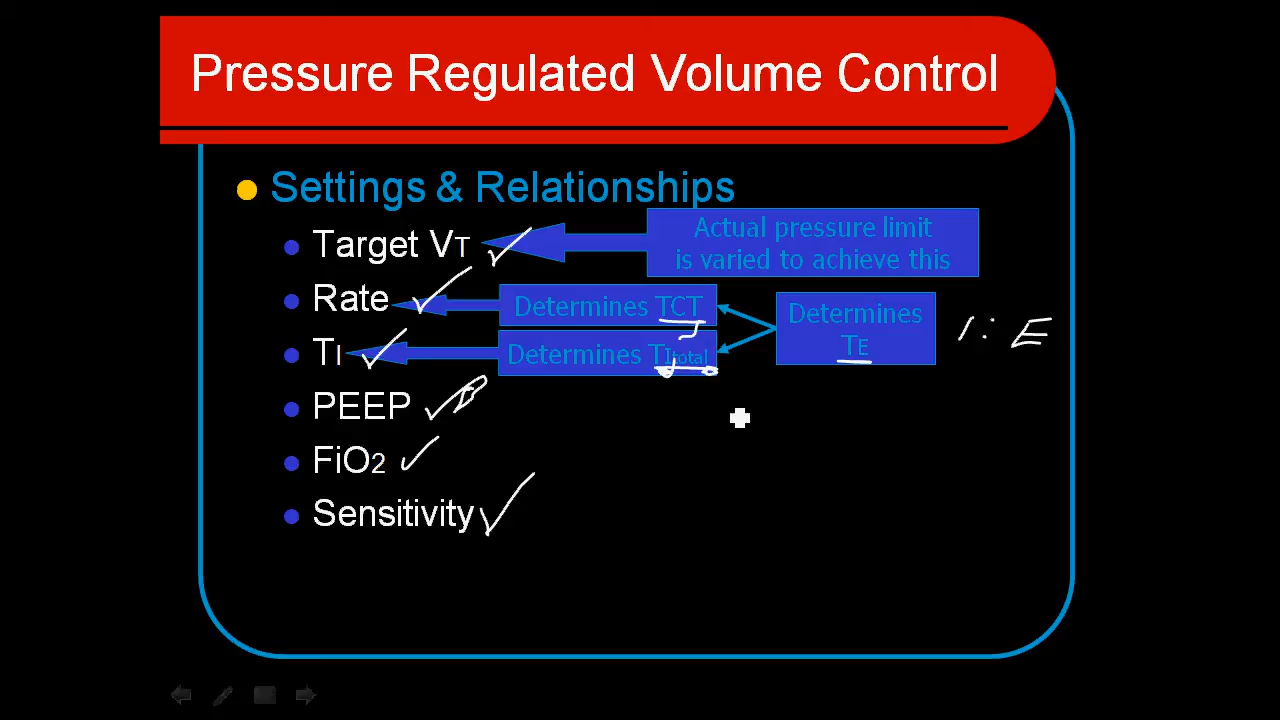 Pressure Regulated Volume Control
Settings & Relationships
Target VT
Actual pressure limit
is varied to achieve this
Rate
Determines TCT
Determines
TE
I : E
TI
Determines TItotal
PEEP
FiO2
Sensitivity